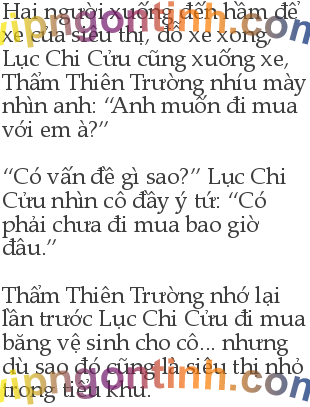 Hai người xuống đến hầm để
xe của siêu thị, đỗ xe xong,
Lục Chi Cửu cũng xuống xe,
Thẩm Thiên Trường nhíu mày
nhìn anh: “Anh muốn đi mua
với em à?”
“Có vấn đề gì sao?” Lục Chi
Cửu nhìn cô đầy ý tứ: “Có
phải chưa đi mua bao giờ
đâu.”
Thẩm Thiên Trường nhớ lại
lần trước Lục Chi Cửu đi mua
băng vệ sinh cho cô... nhưng
dù sao đó cũng là siêu thị nhỏ
trong tiểu khu.
vipngontinh.com
vipngontinh.com